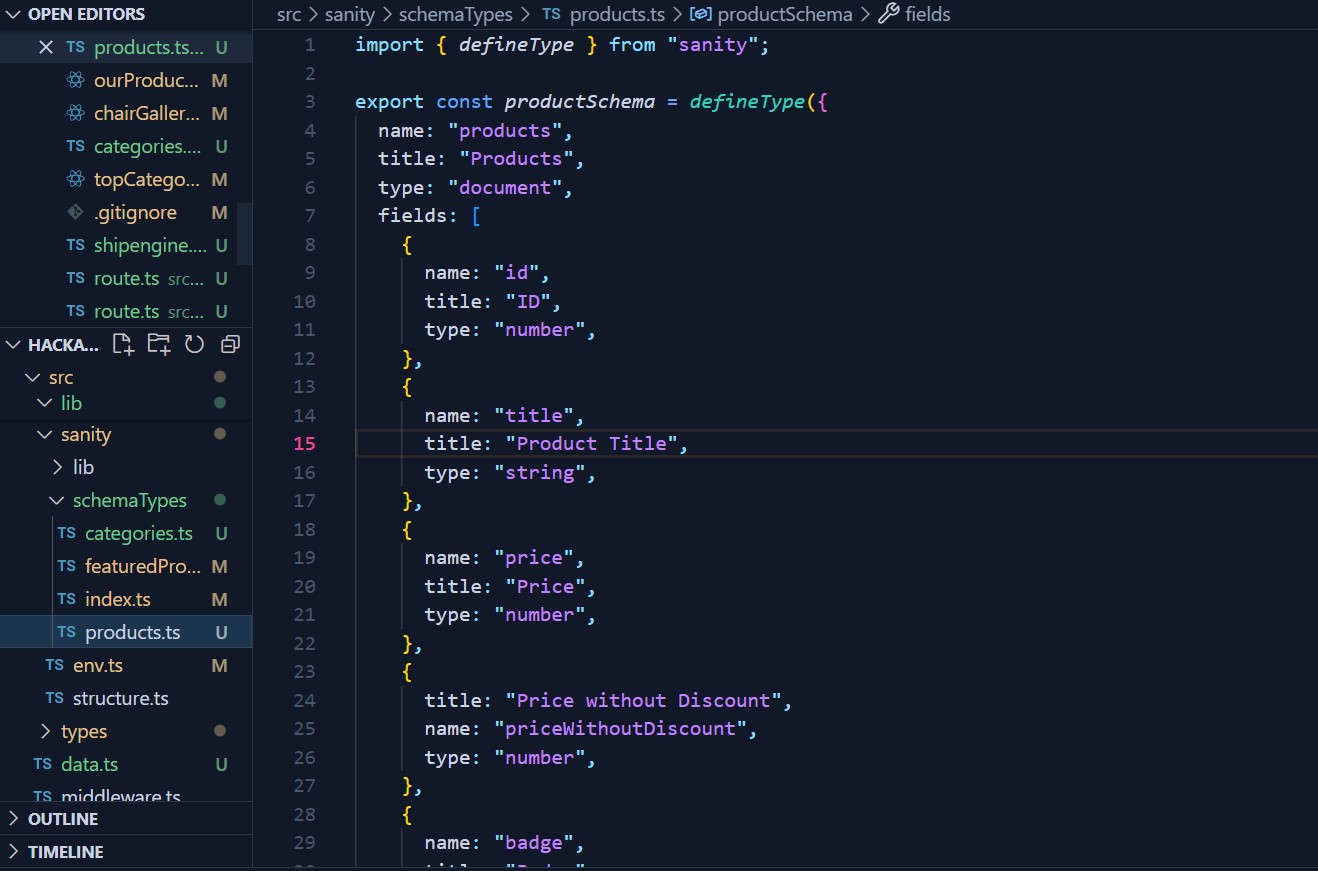 OPEN EDITORS
TS products.ts... U
ourProduc... M
chairGaller... M
TS categories.... U
topCatego... M
.gitignore M
TS shipengine.... U
TS route.ts src... U
TS route.ts src... U
HACKA...
src
lib
sanity
lib
schemaTypes
TS categories.ts U
TS featuredPro... M
TS index.ts M
TS products.ts U
TS env.ts M
TS structure.ts
types
TS data.ts U
TS middleware.ts
OUTLINE
TIMELINE
src > sanity > schemaTypes > TS products.ts > productSchema > fields
1 import { defineType } from "sanity";
2
3 export const productSchema = defineType({
4 name: "products",
5 title: "Products",
6 type: "document",
7 fields: [
8 {
9 name: "id",
10 title: "ID",
11 type: "number",
12 },
13 {
14 name: "title",
15 title: "Product Title",
16 type: "string",
17 },
18 {
19 name: "price",
20 title: "Price",
21 type: "number",
22 },
23 {
24 title: "Price without Discount",
25 name: "priceWithoutDiscount",
26 type: "number",
27 },
28 {
29 name: "badge",